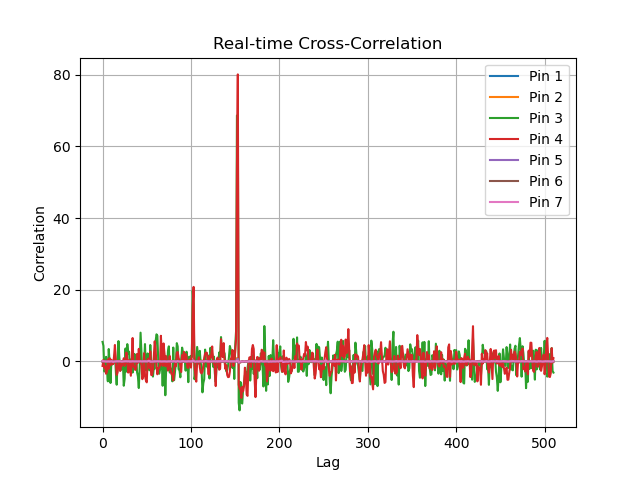 Real-time Cross-Correlation
80
60
40
20
0
Correlation
Pin 1
Pin 2
Pin 3
Pin 4
Pin 5
Pin 6
Pin 7
0 100 200 300 400 500
Lag